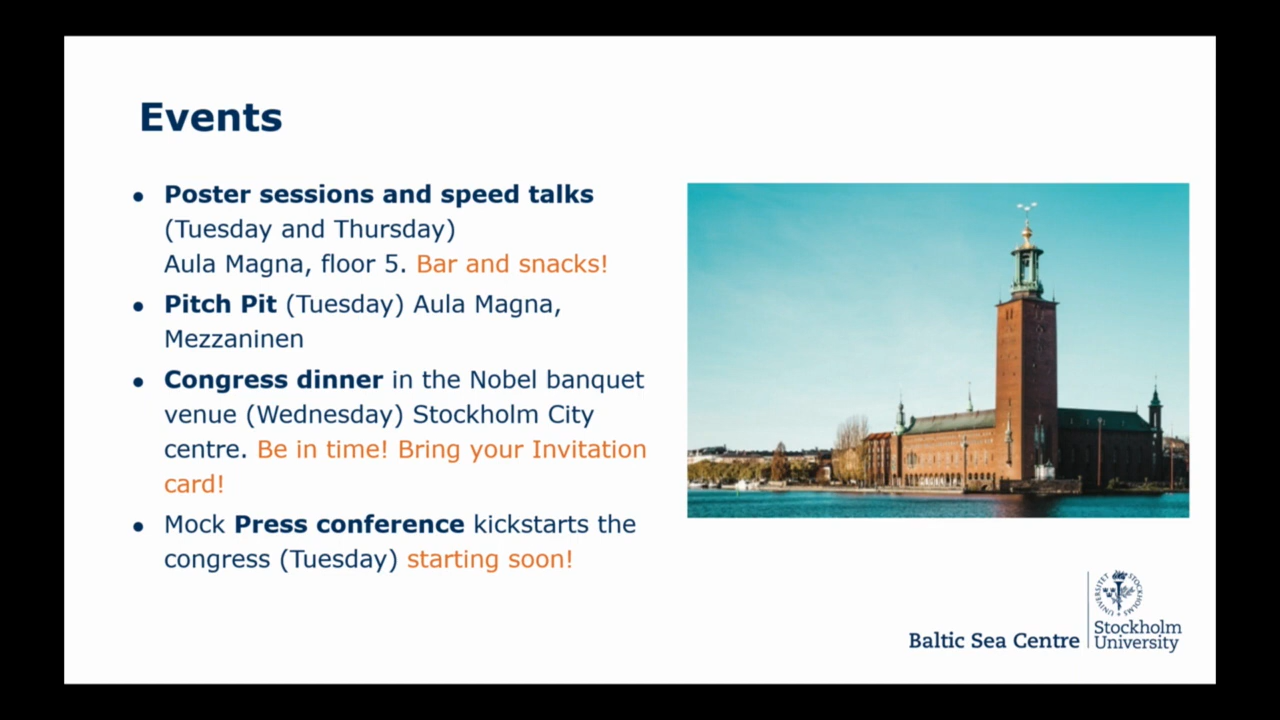 Events
• Poster sessions and speed talks
(Tuesday and Thursday)
Aula Magna, floor 5. Bar and snacks!
• Pitch Pit (Tuesday) Aula Magna,
Mezzaninen
• Congress dinner in the Nobel banquet
venue (Wednesday) Stockholm City
centre. Be in time! Bring your Invitation
card!
• Mock Press conference kickstarts the
congress (Tuesday) starting soon!
Baltic Sea Centre
STOCKHOLMS UNIVERSITET
Stockholm
University